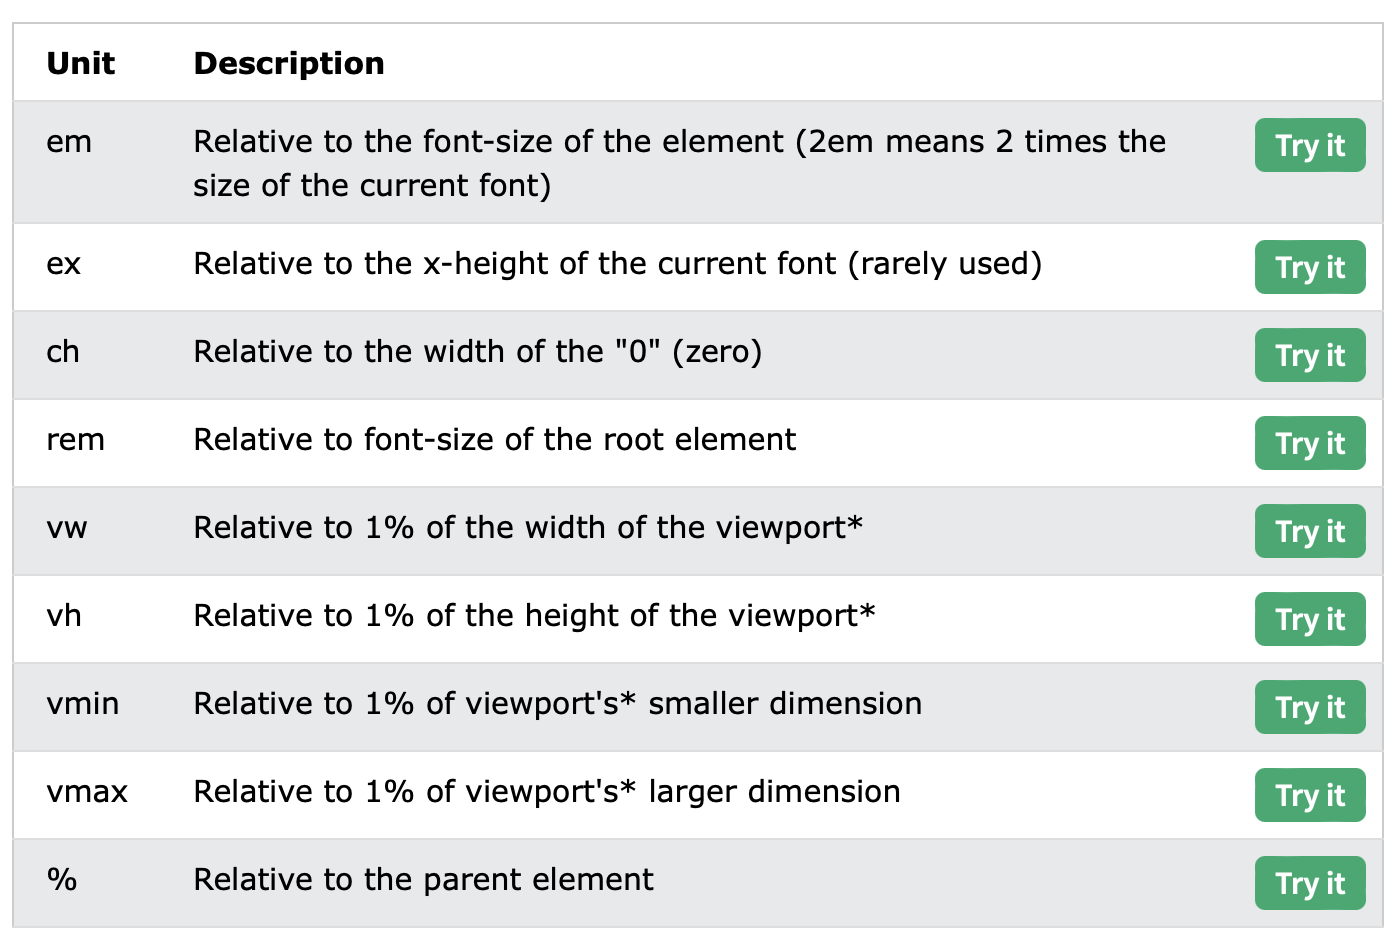 Unit Description
em Relative to the font-size of the element (2em means 2 times the Try it
size of the current font)
ex Relative to the x-height of the current font (rarely used) Try it
ch Relative to the width of the "0" (zero) Try it
rem Relative to font-size of the root element Try it
vw Relative to 1% of the width of the viewport* Try it
vh Relative to 1% of the height of the viewport* Try it
vmin Relative to 1% of viewport's* smaller dimension Try it
vmax Relative to 1% of viewport's* larger dimension Try it
% Relative to the parent element Try it